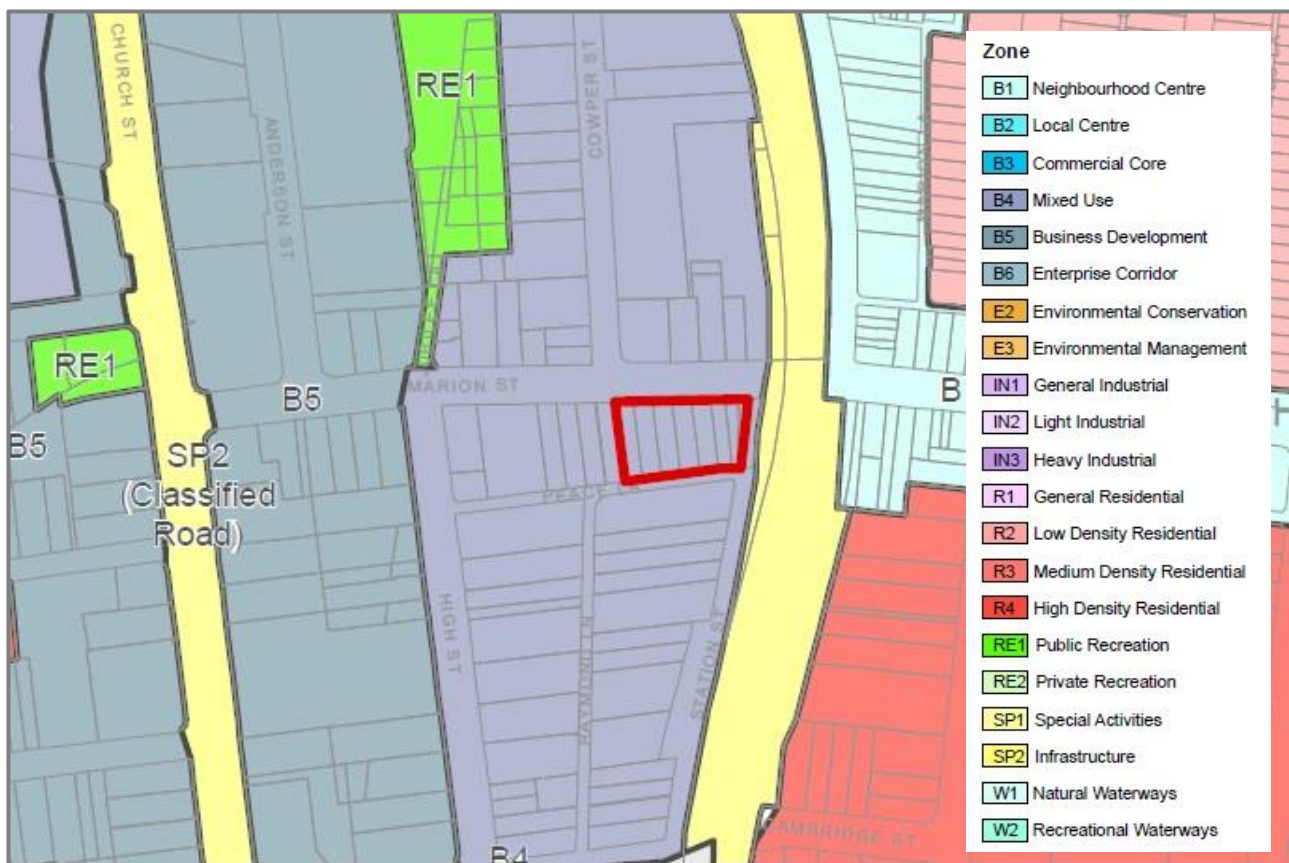 CHURCH ST
ANDERSON ST
RE1
COWPER ST
RE1
B5
MARION ST
B
B5
SP2
(Classified
Road)
PEACE LN
HIGH ST
RAYMOND LN
STATION ST
B4
Zone
B1 Neighbourhood Centre
B2 Local Centre
B3 Commercial Core
B4 Mixed Use
B5 Business Development
B6 Enterprise Corridor
E2 Environmental Conservation
E3 Environmental Management
IN1 General Industrial
IN2 Light Industrial
IN3 Heavy Industrial
R1 General Residential
R2 Low Density Residential
R3 Medium Density Residential
R4 High Density Residential
RE1 Public Recreation
RE2 Private Recreation
SP1 Special Activities
SP2 Infrastructure
W1 Natural Waterways
W2 Recreational Waterways
AMBRIDGE ST